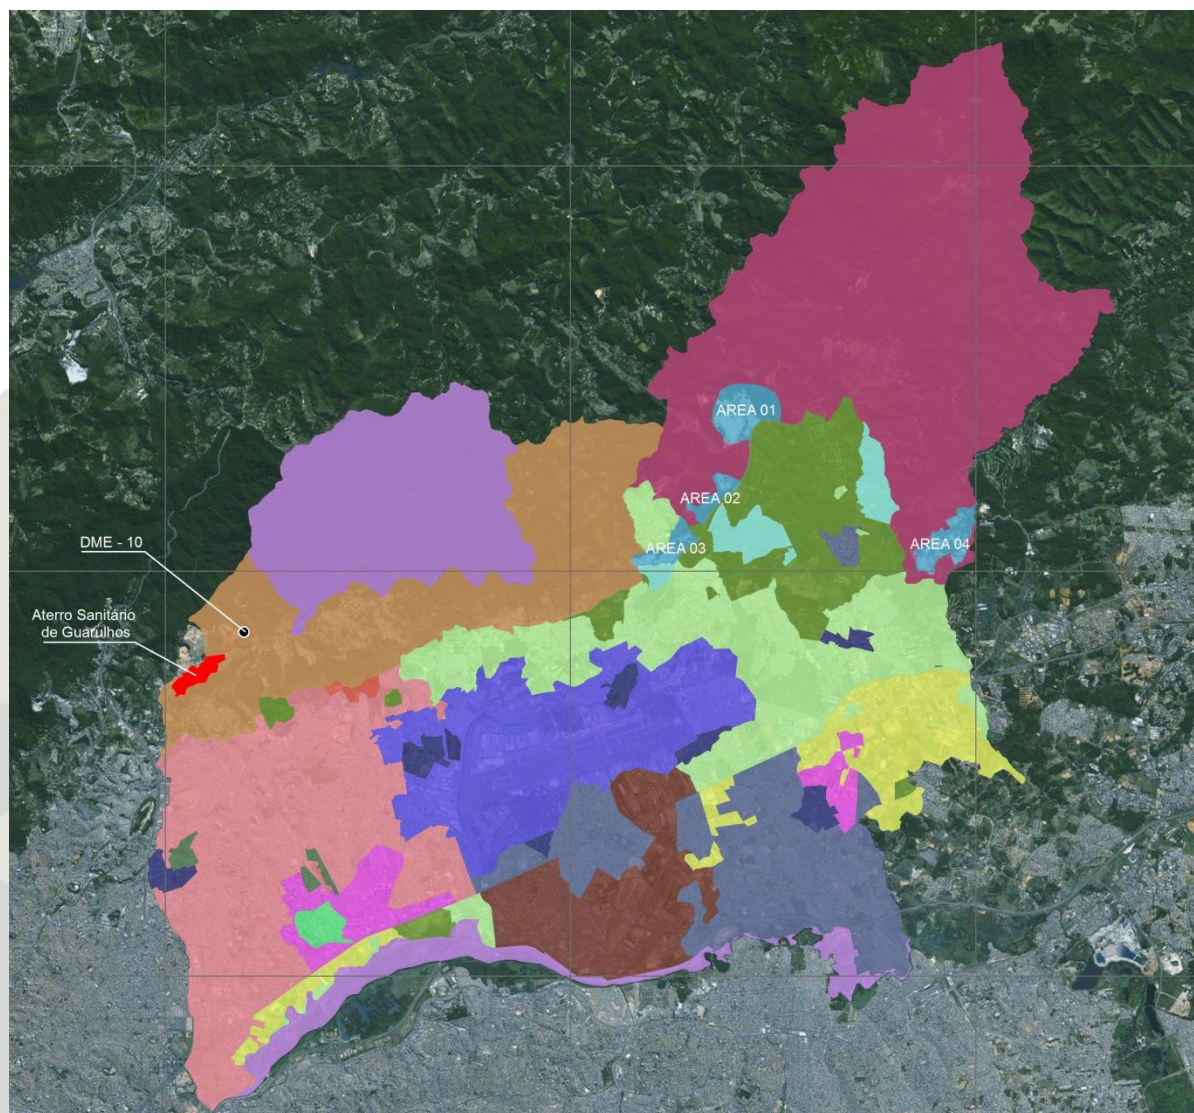 AREA 01
AREA 02
AREA 03
AREA 04
DME - 10
Aterro Sanitário
de Guarulhos